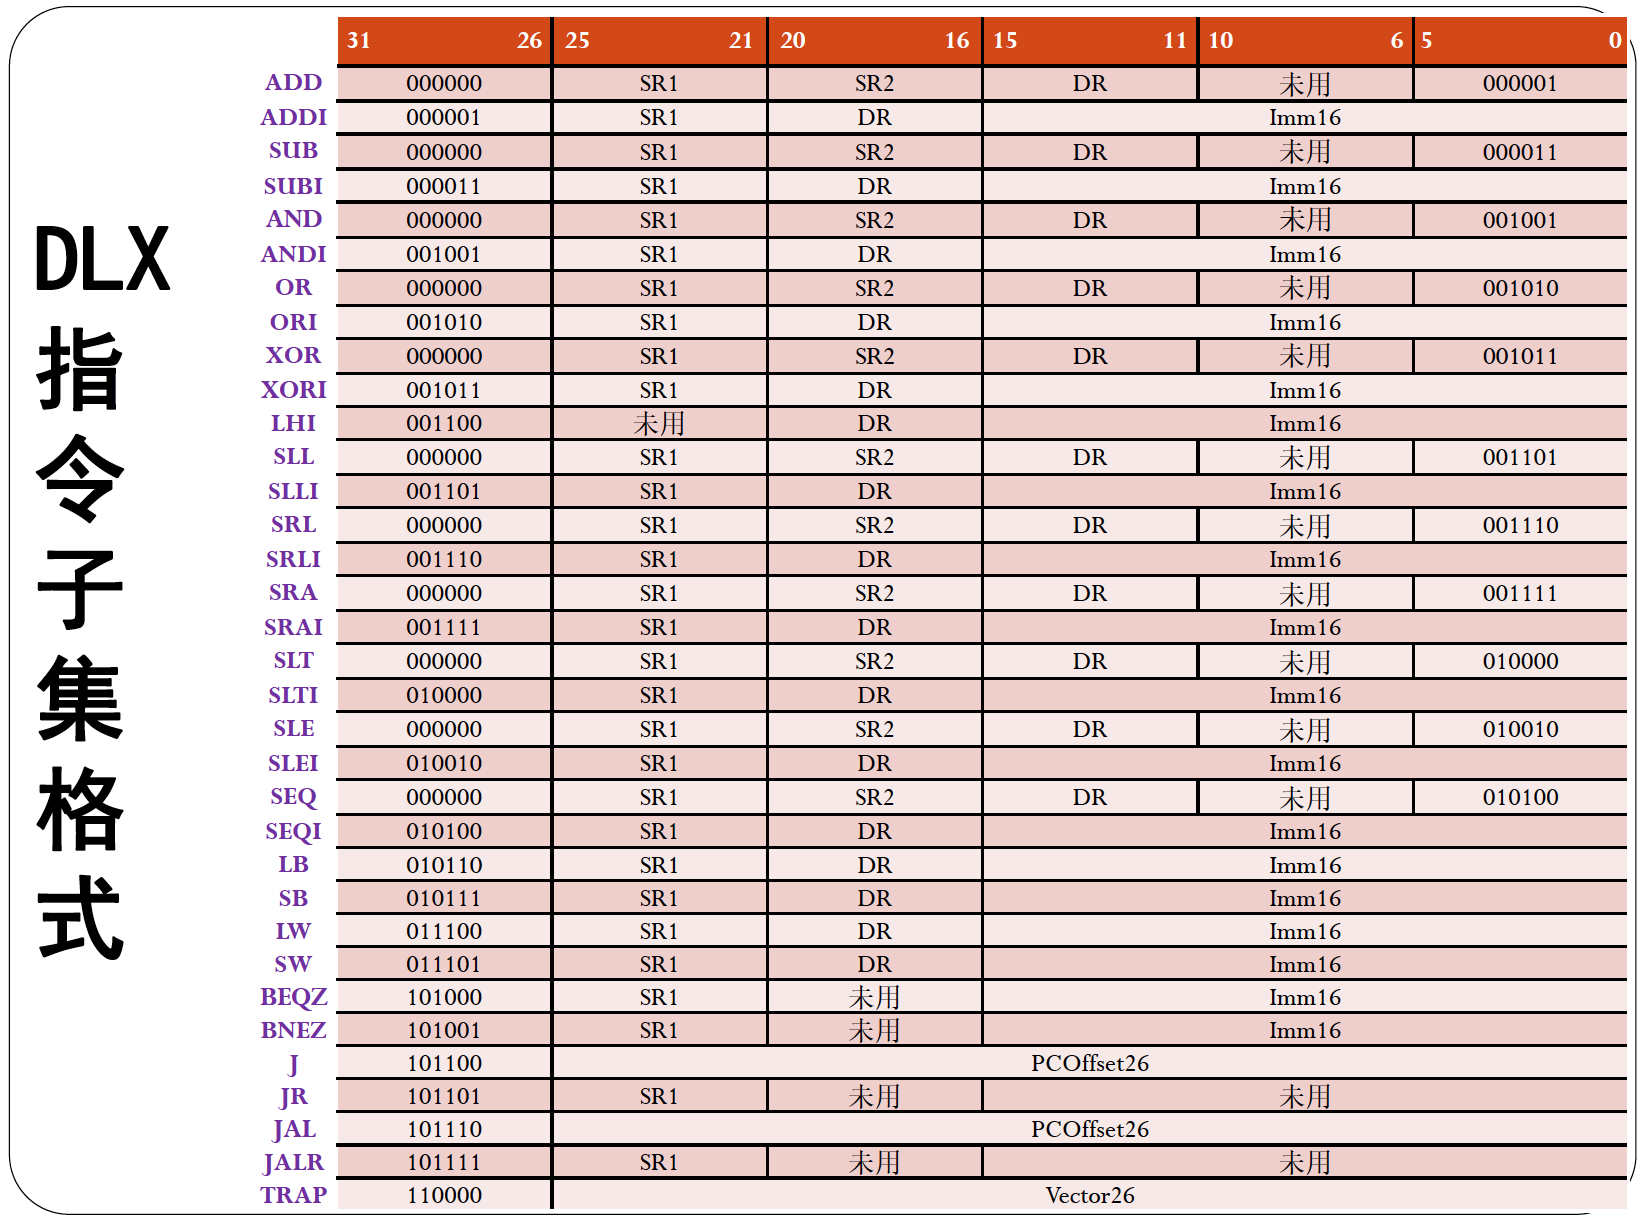 DLX
指
令
子
集
格
式
31 26 25 21 20 16 15 11 10 6 5 0
ADD 000000 SR1 SR2 DR 未用 000001
ADDI 000001 SR1 DR Imm16
SUB 000000 SR1 SR2 DR 未用 000011
SUBI 000011 SR1 DR Imm16
AND 000000 SR1 SR2 DR 未用 001001
ANDI 001001 SR1 DR Imm16
OR 000000 SR1 SR2 DR 未用 001010
ORI 001010 SR1 DR Imm16
XOR 000000 SR1 SR2 DR 未用 001011
XORI 001011 SR1 DR Imm16
LHI 001100 未用 DR Imm16
SLL 000000 SR1 SR2 DR 未用 001101
SLLI 001101 SR1 DR Imm16
SRL 000000 SR1 SR2 DR 未用 001110
SRLI 001110 SR1 DR Imm16
SRA 000000 SR1 SR2 DR 未用 001111
SRAI 001111 SR1 DR Imm16
SLT 000000 SR1 SR2 DR 未用 010000
SLTI 010000 SR1 DR Imm16
SLE 000000 SR1 SR2 DR 未用 010010
SLEI 010010 SR1 DR Imm16
SEQ 000000 SR1 SR2 DR 未用 010100
SEQI 010100 SR1 DR Imm16
LB 010110 SR1 DR Imm16
SB 010111 SR1 DR Imm16
LW 011100 SR1 DR Imm16
SW 011101 SR1 DR Imm16
BEQZ 101000 SR1 未用 Imm16
BNEZ 101001 SR1 未用 Imm16
J 101100 PCOffset26
JR 101101 SR1 未用 未用
JAL 101110 PCOffset26
JALR 101111 SR1 未用 未用
TRAP 110000 Vector26